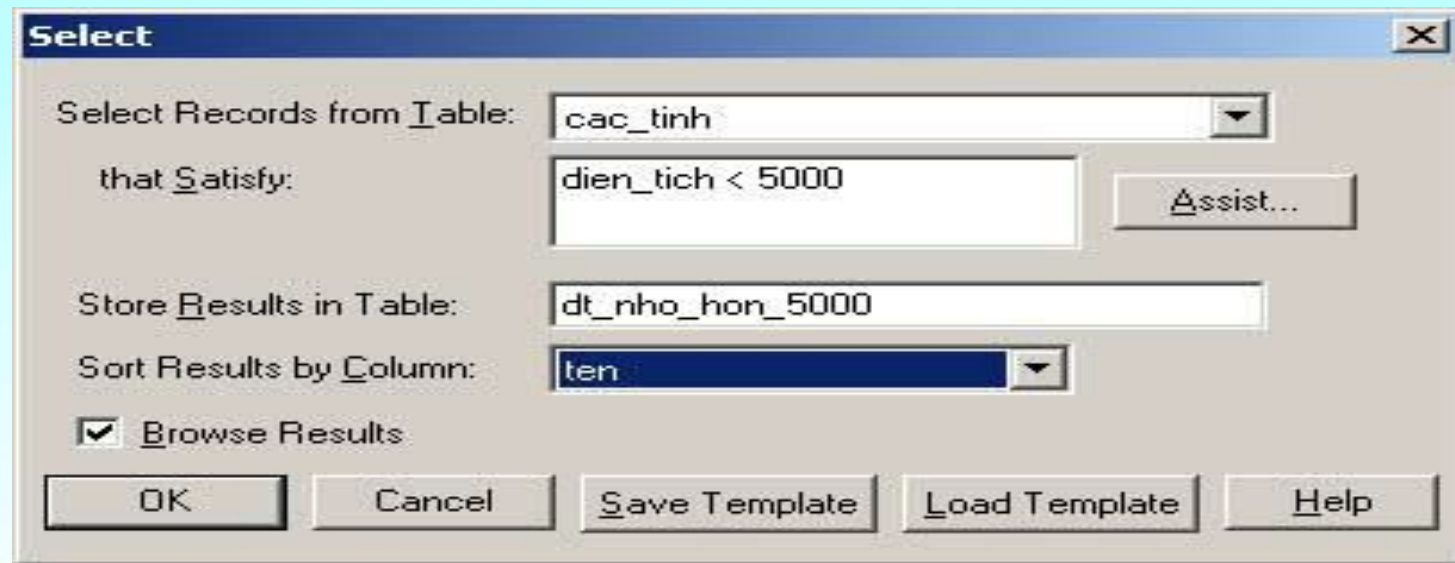 Select
Select Records from Table: cac_tinh
that Satisfy: dien_tich < 5000
Assist...
Store Results in Table: dt_nho_hon_5000
Sort Results by Column: ten
Browse Results
OK Cancel Save Template Load Template Help